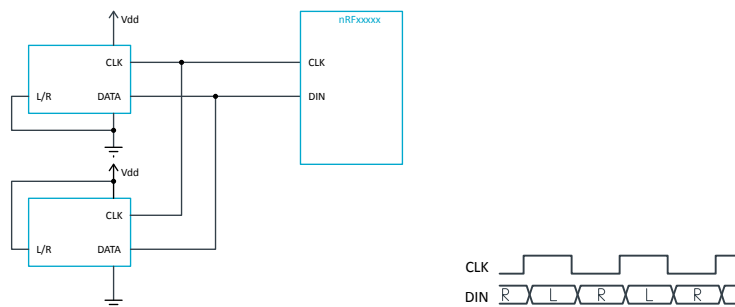 Vdd
nRFxxxxx
CLK CLK
L/R DATA DIN
Vdd
CLK
L/R DATA
CLK
DIN R L R L R